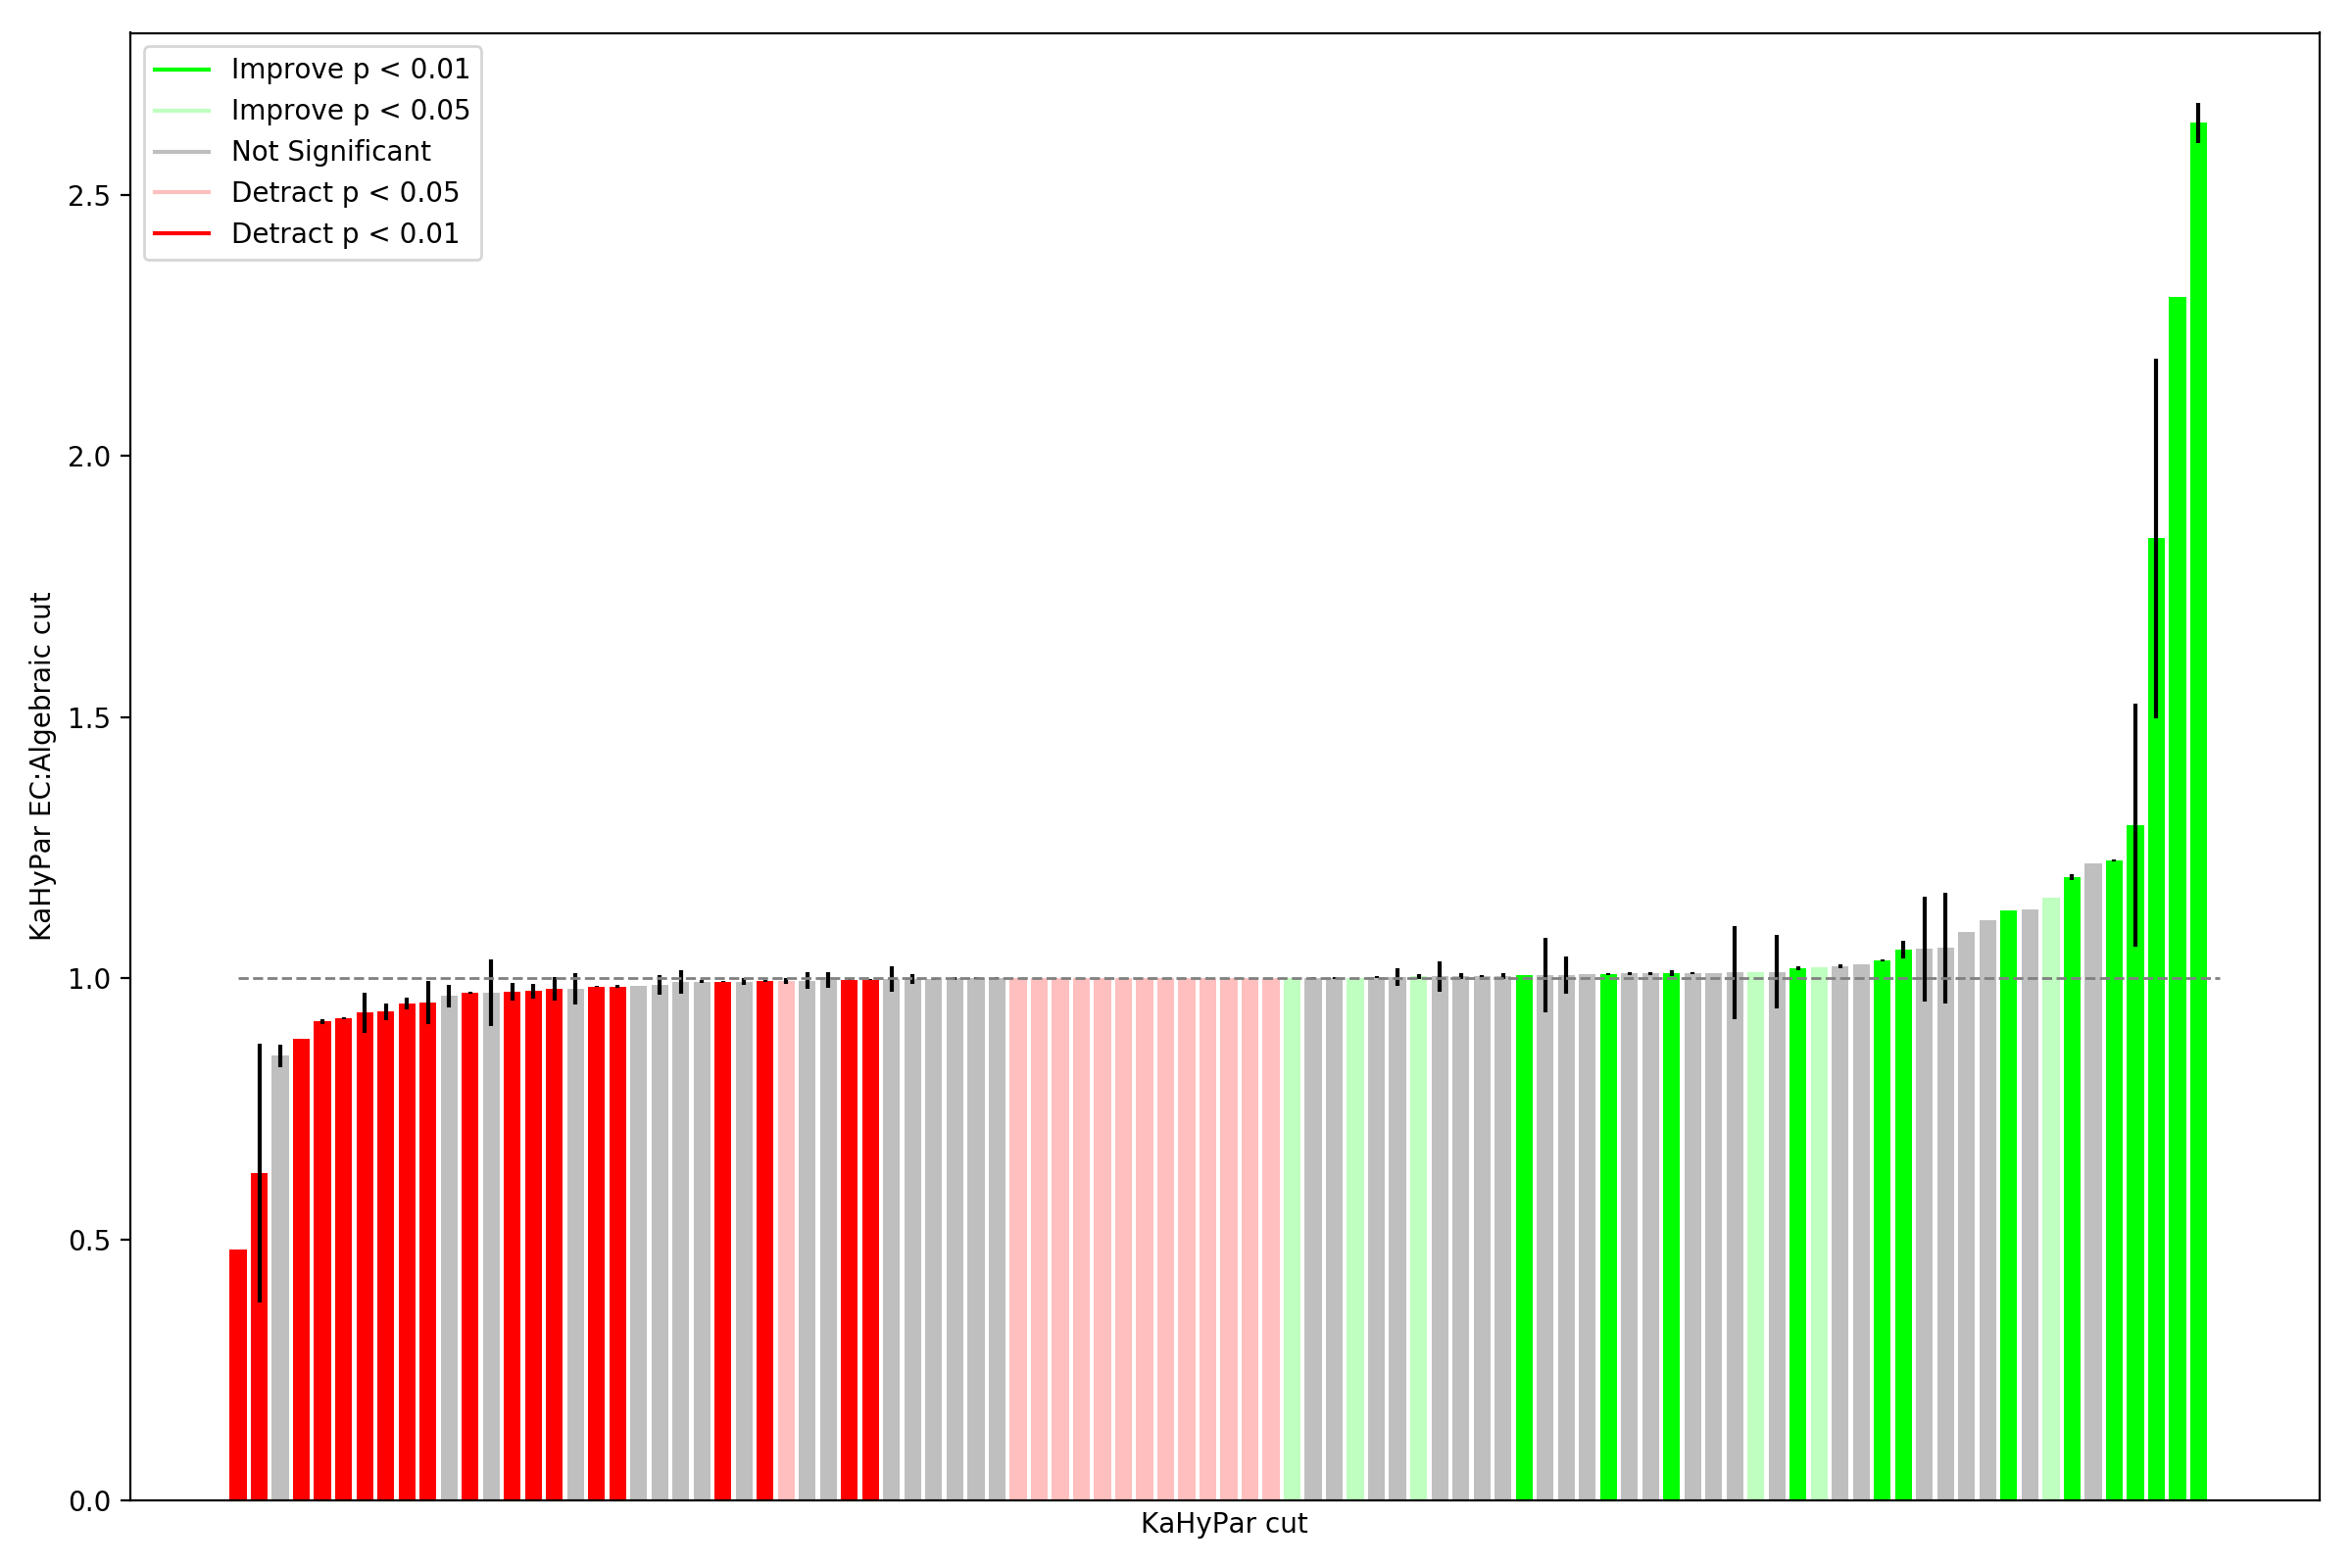 Improve p < 0.01
Improve p < 0.05
Not Significant
Detract p < 0.05
Detract p < 0.01
2.5
2.0
1.5
1.0
0.5
0.0
KaHyPar EC:Algebraic cut
KaHyPar cut